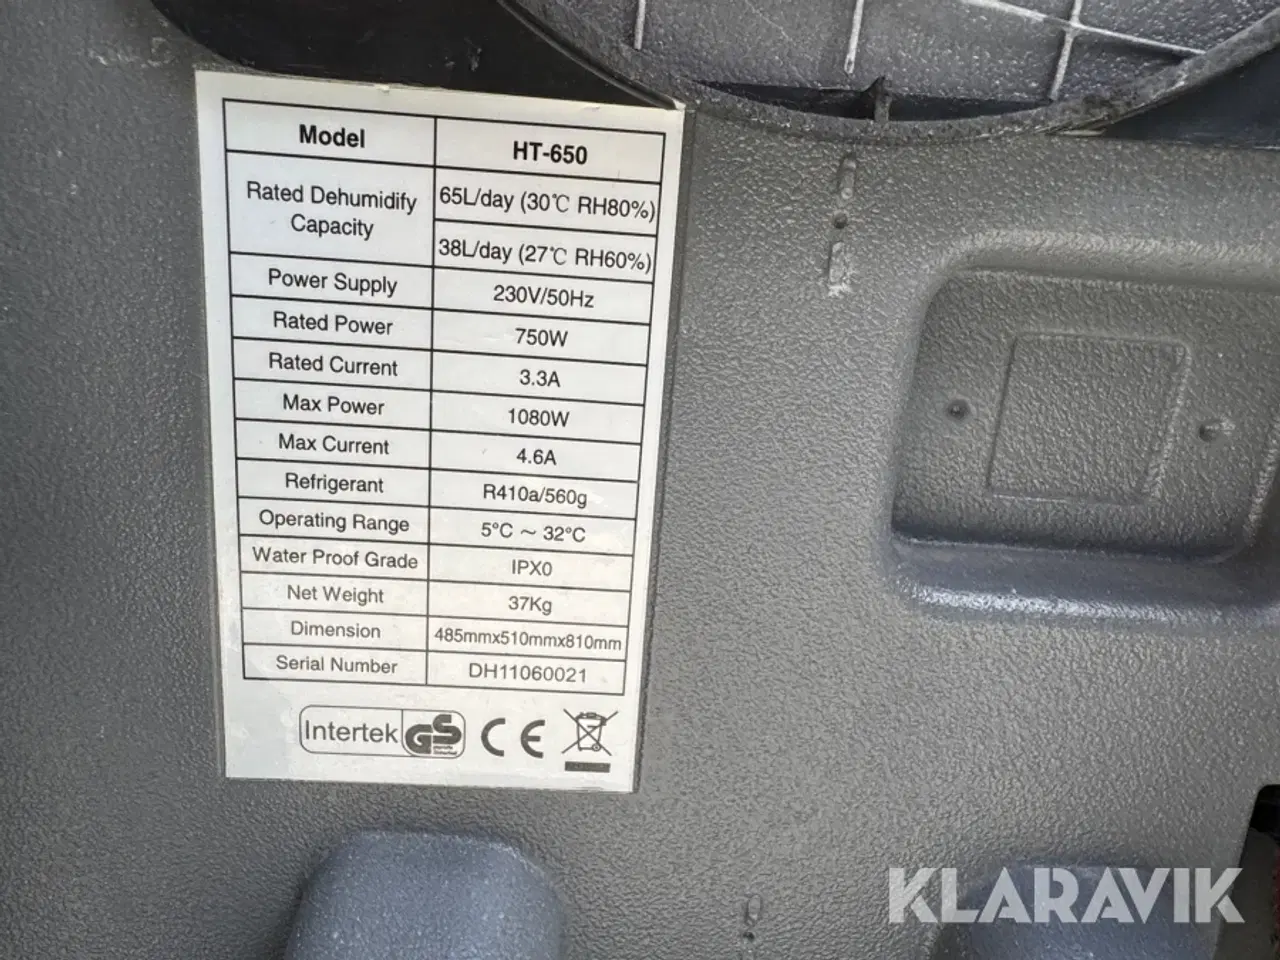 Model HT-650
Rated Dehumidify Capacity 65L/day (30℃ RH80%)
38L/day (27℃ RH60%)
Power Supply 230V/50Hz
Rated Power 750W
Rated Current 3.3A
Max Power 1080W
Max Current 4.6A
Refrigerant R410a/560g
Operating Range 5°C ~ 32°C
Water Proof Grade IPX0
Net Weight 37Kg
Dimension 485mmx510mmx810mm
Serial Number DH11060021
Intertek GS CE
KLARAVIK